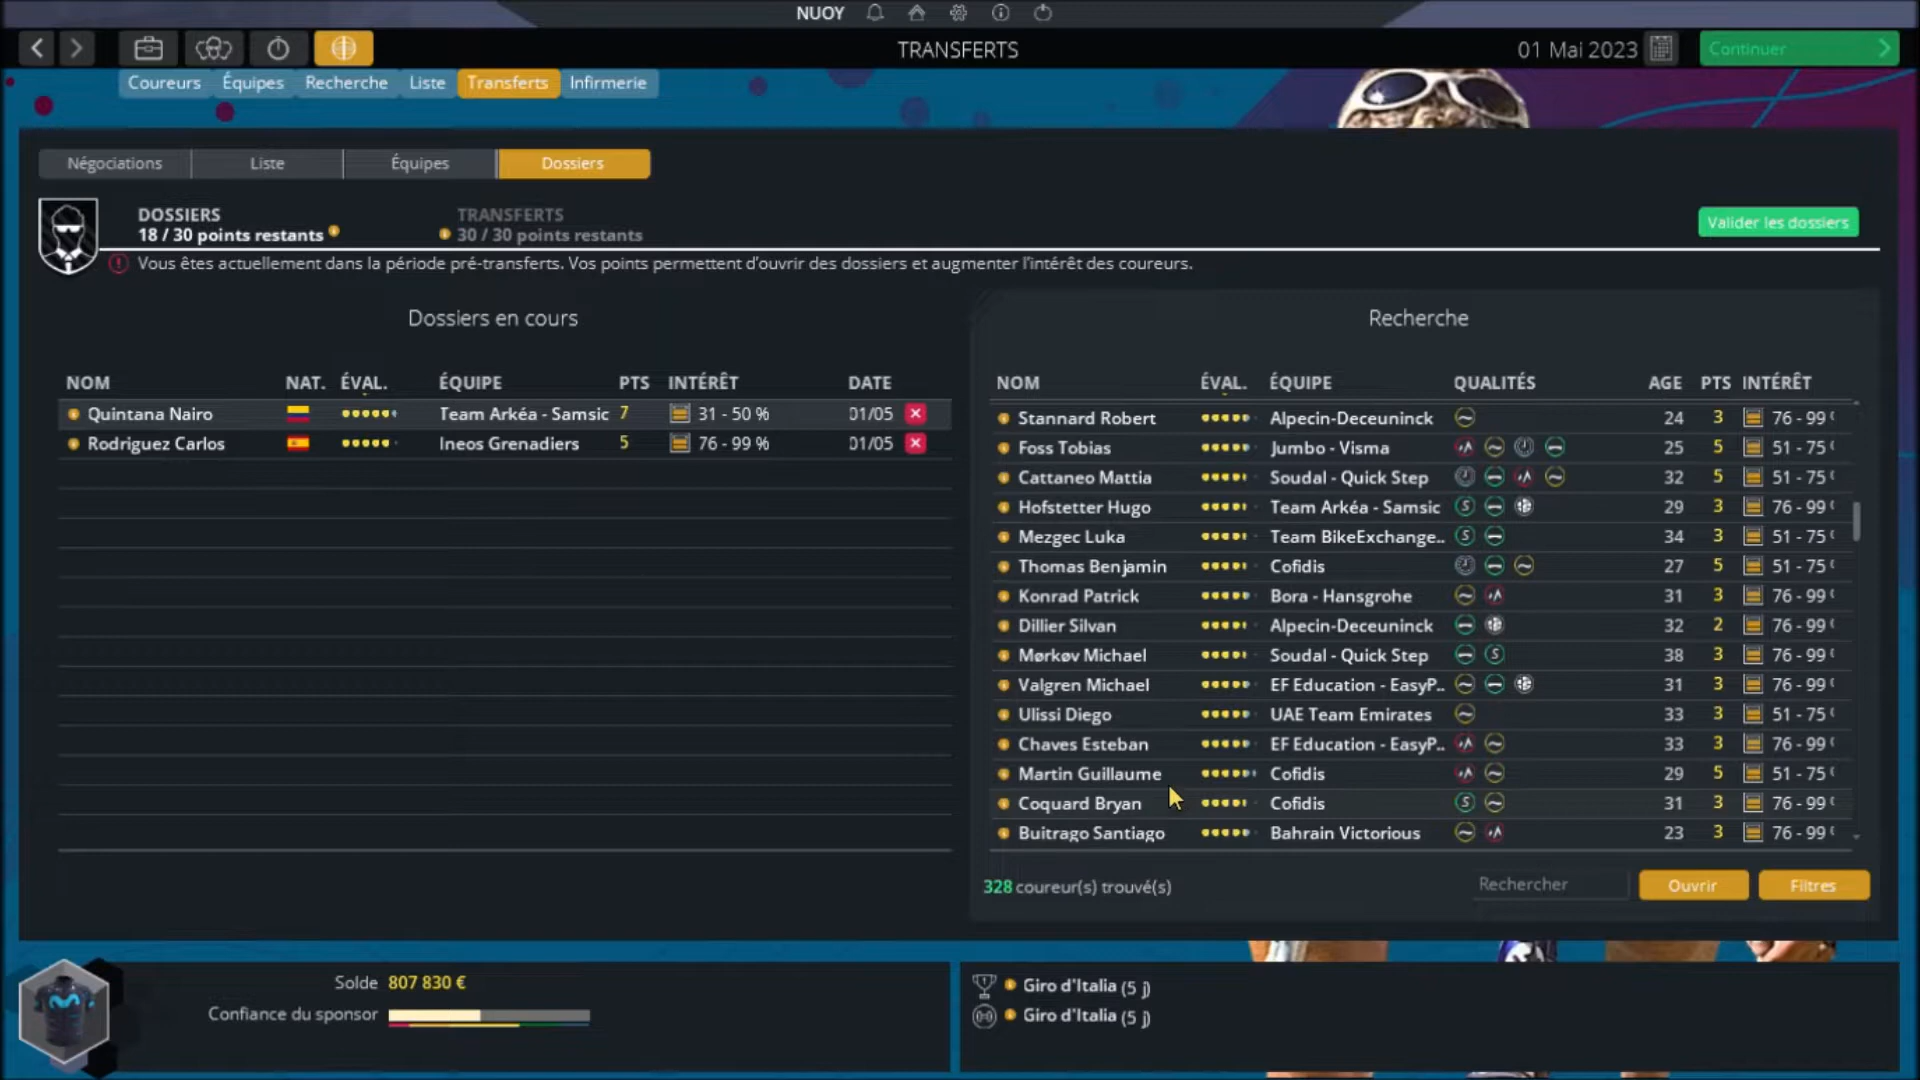 NUOY
TRANSFERTS
01 Mai 2023
Continuer
Coureurs Équipes Recherche Liste Transferts Infirmerie
Négociations Liste Équipes Dossiers
DOSSIERS
18 / 30 points restants
TRANSFERTS
30 / 30 points restants
Valider les dossiers
Vous êtes actuellement dans la période pré-transferts. Vos points permettent d'ouvrir des dossiers et augmenter l'intérêt des coureurs.
Dossiers en cours
NOM NAT. ÉVAL. ÉQUIPE PTS INTÉRÊT DATE
Quintana Nairo Team Arkéa - Samsic 7 31 - 50 % 01/05
Rodriguez Carlos Ineos Grenadiers 5 76 - 99 % 01/05
Recherche
NOM ÉVAL. ÉQUIPE QUALITÉS AGE PTS INTÉRÊT
Stannard Robert Alpecin-Deceuninck 24 3 76 - 99
Foss Tobias Jumbo - Visma 25 5 51 - 75
Cattaneo Mattia Soudal - Quick Step 32 5 51 - 75
Hofstetter Hugo Team Arkéa - Samsic S 29 3 76 - 99
Mezgec Luka Team BikeExchange.. S 34 3 51 - 75
Thomas Benjamin Cofidis 27 5 51 - 75
Konrad Patrick Bora - Hansgrohe 31 3 76 - 99
Dillier Silvan Alpecin-Deceuninck 32 2 76 - 99
Mørkøv Michael Soudal - Quick Step S 38 3 76 - 99
Valgren Michael EF Education - EasyP.. 31 3 76 - 99
Ulissi Diego UAE Team Emirates 33 3 51 - 75
Chaves Esteban EF Education - EasyP.. 33 3 76 - 99
Martin Guillaume Cofidis 29 5 51 - 75
Coquard Bryan Cofidis S 31 3 76 - 99
Buitrago Santiago Bahrain Victorious 23 3 76 - 99
328 coureur(s) trouvé(s)
Rechercher
Ouvrir
Filtres
Solde 807 830 €
Confiance du sponsor
Giro d'Italia (5 j)
Giro d'Italia (5 j)